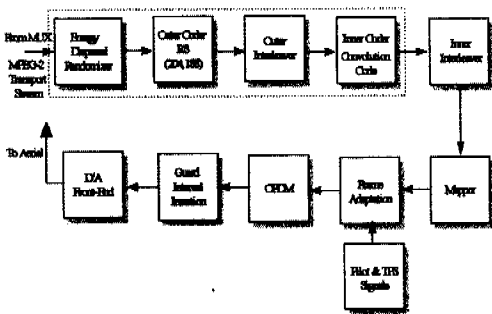 From MUX
MPEG-2
Transport
Stream
Energy
Dispersal
Randomizer
Outer Coder
RS
(204,188)
Outer
Interleaver
Inner Coder
Convolution
Code
Inner
Interleaver
To Aerial
D/A
Front-End
Guard
Interval
Insertion
OFDM
Frame
Adaptation
Mapper
Pilot & TPS
Signals